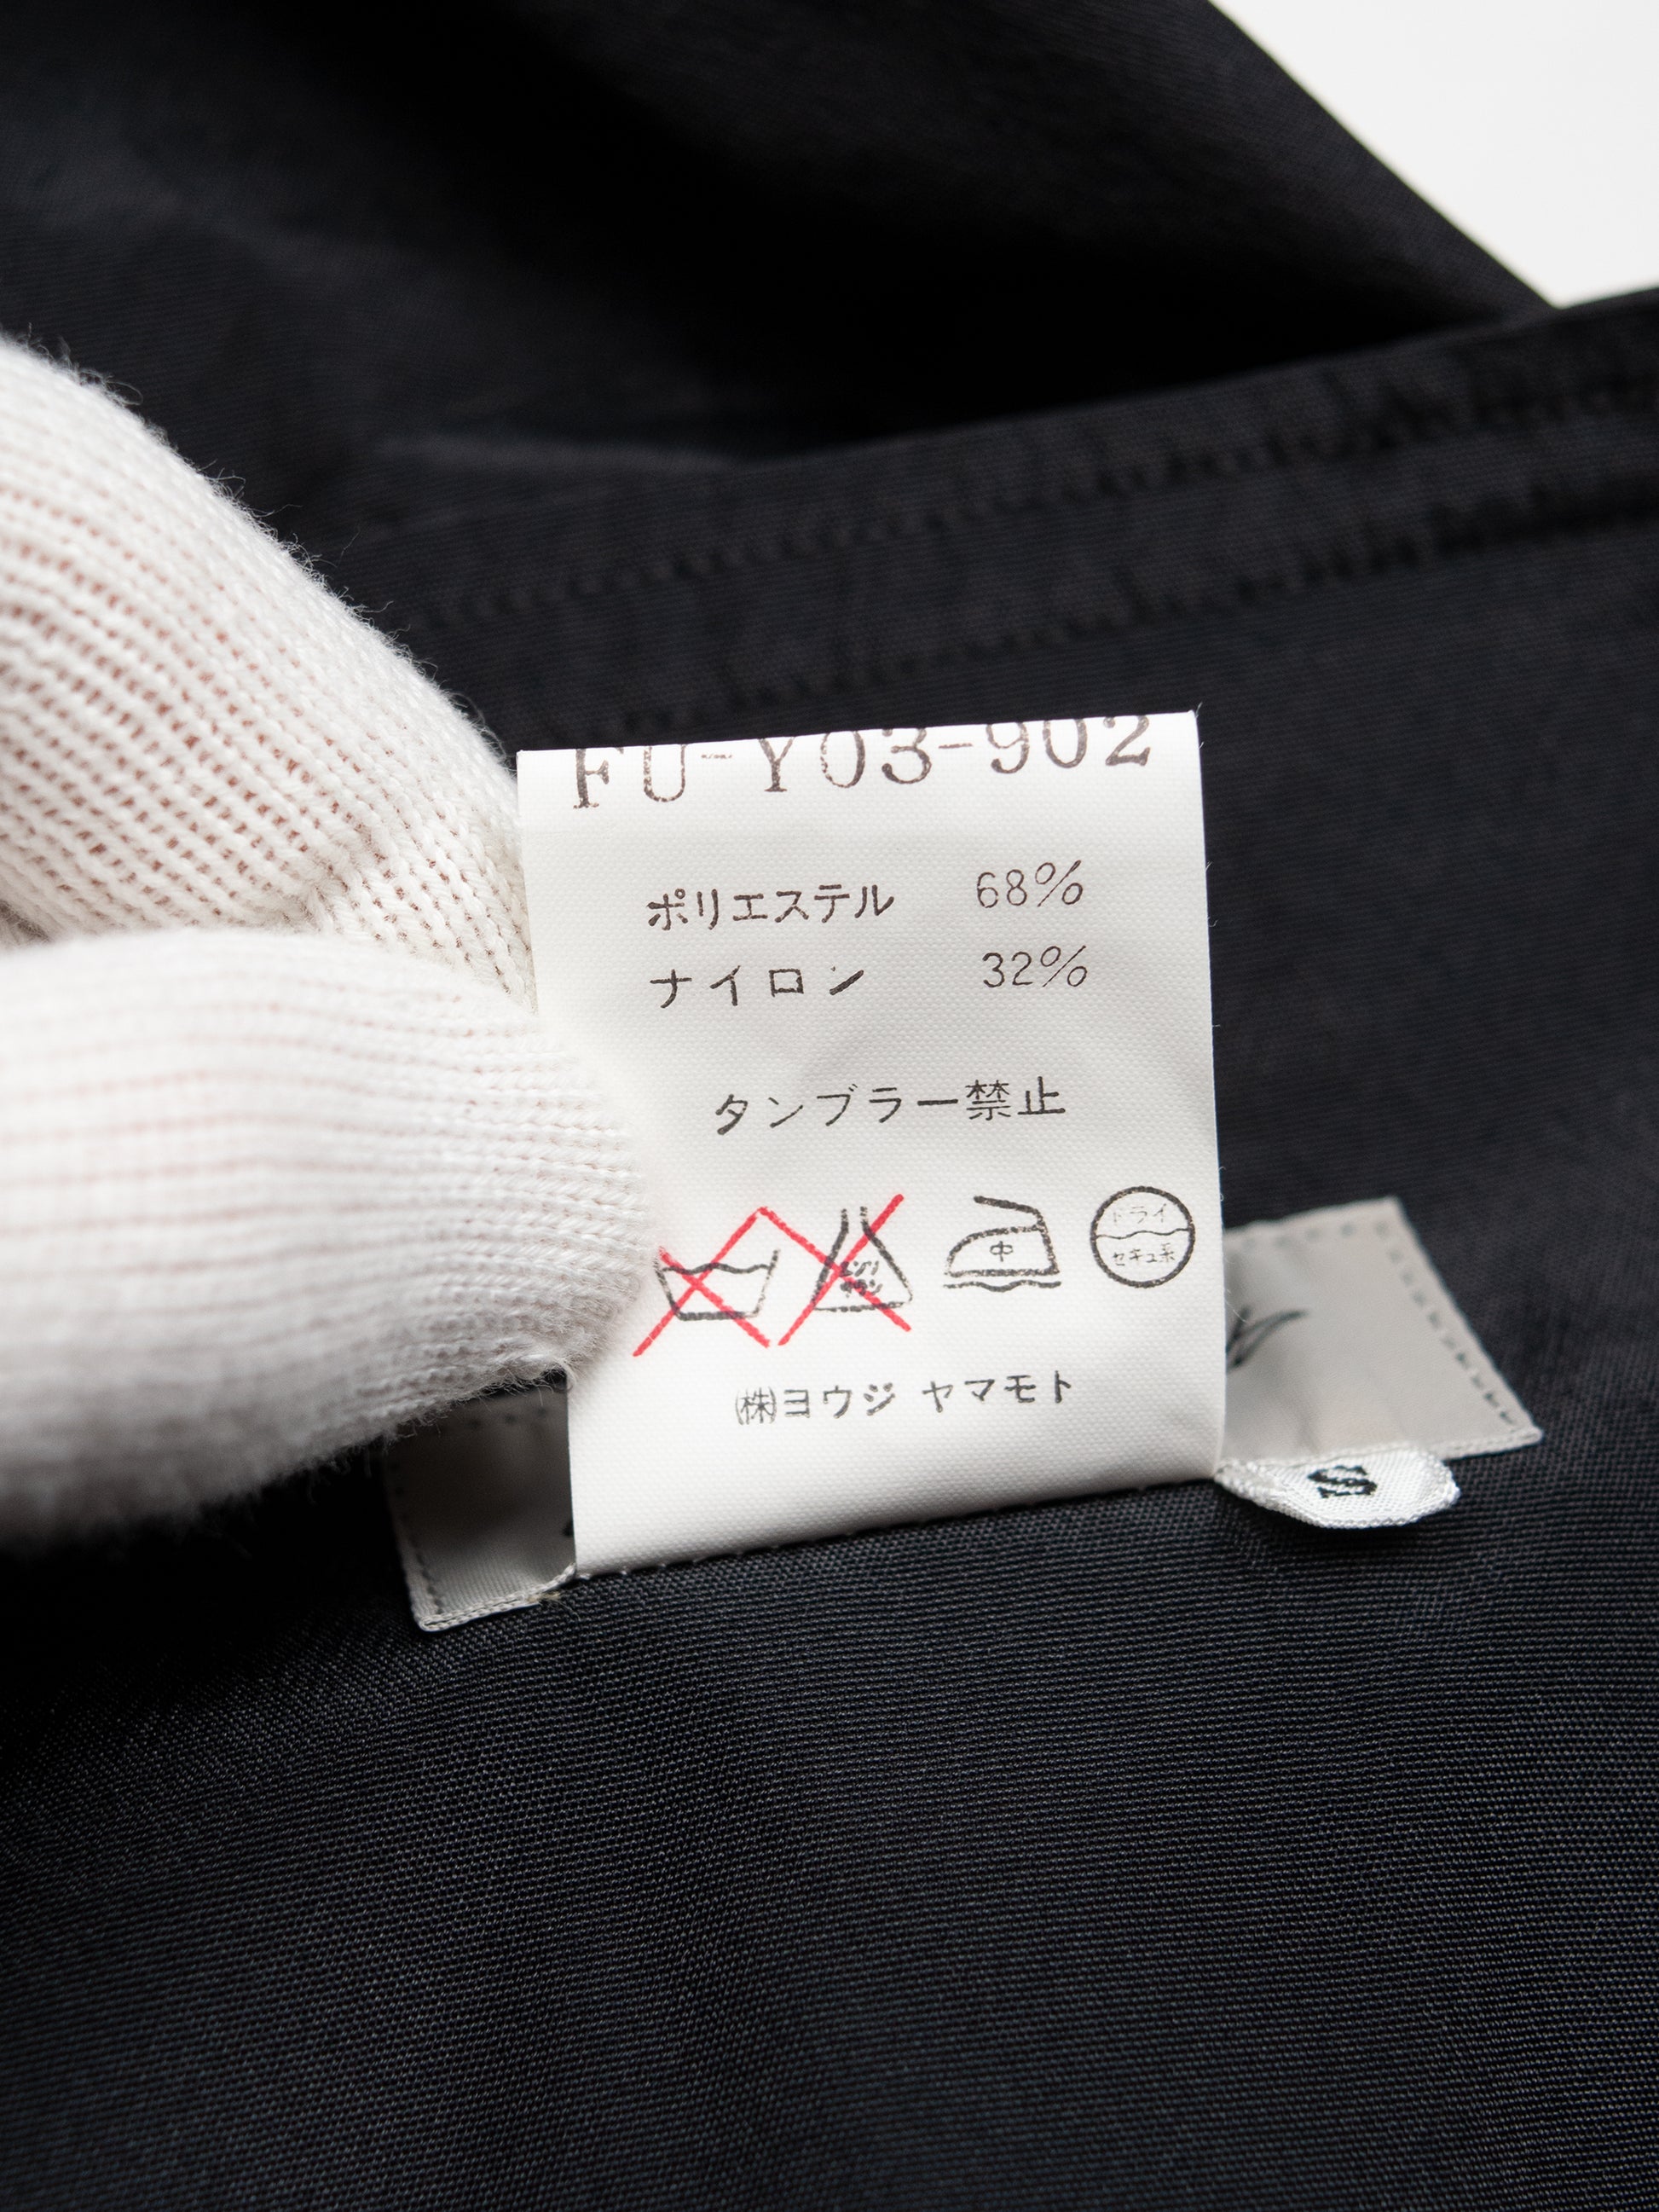 FU-Y03-902
ポリエステル 68%
ナイロン 32%
タンブラー禁止
中
ドライ
セキユ系
㈱ヨウジ ヤマモト
S